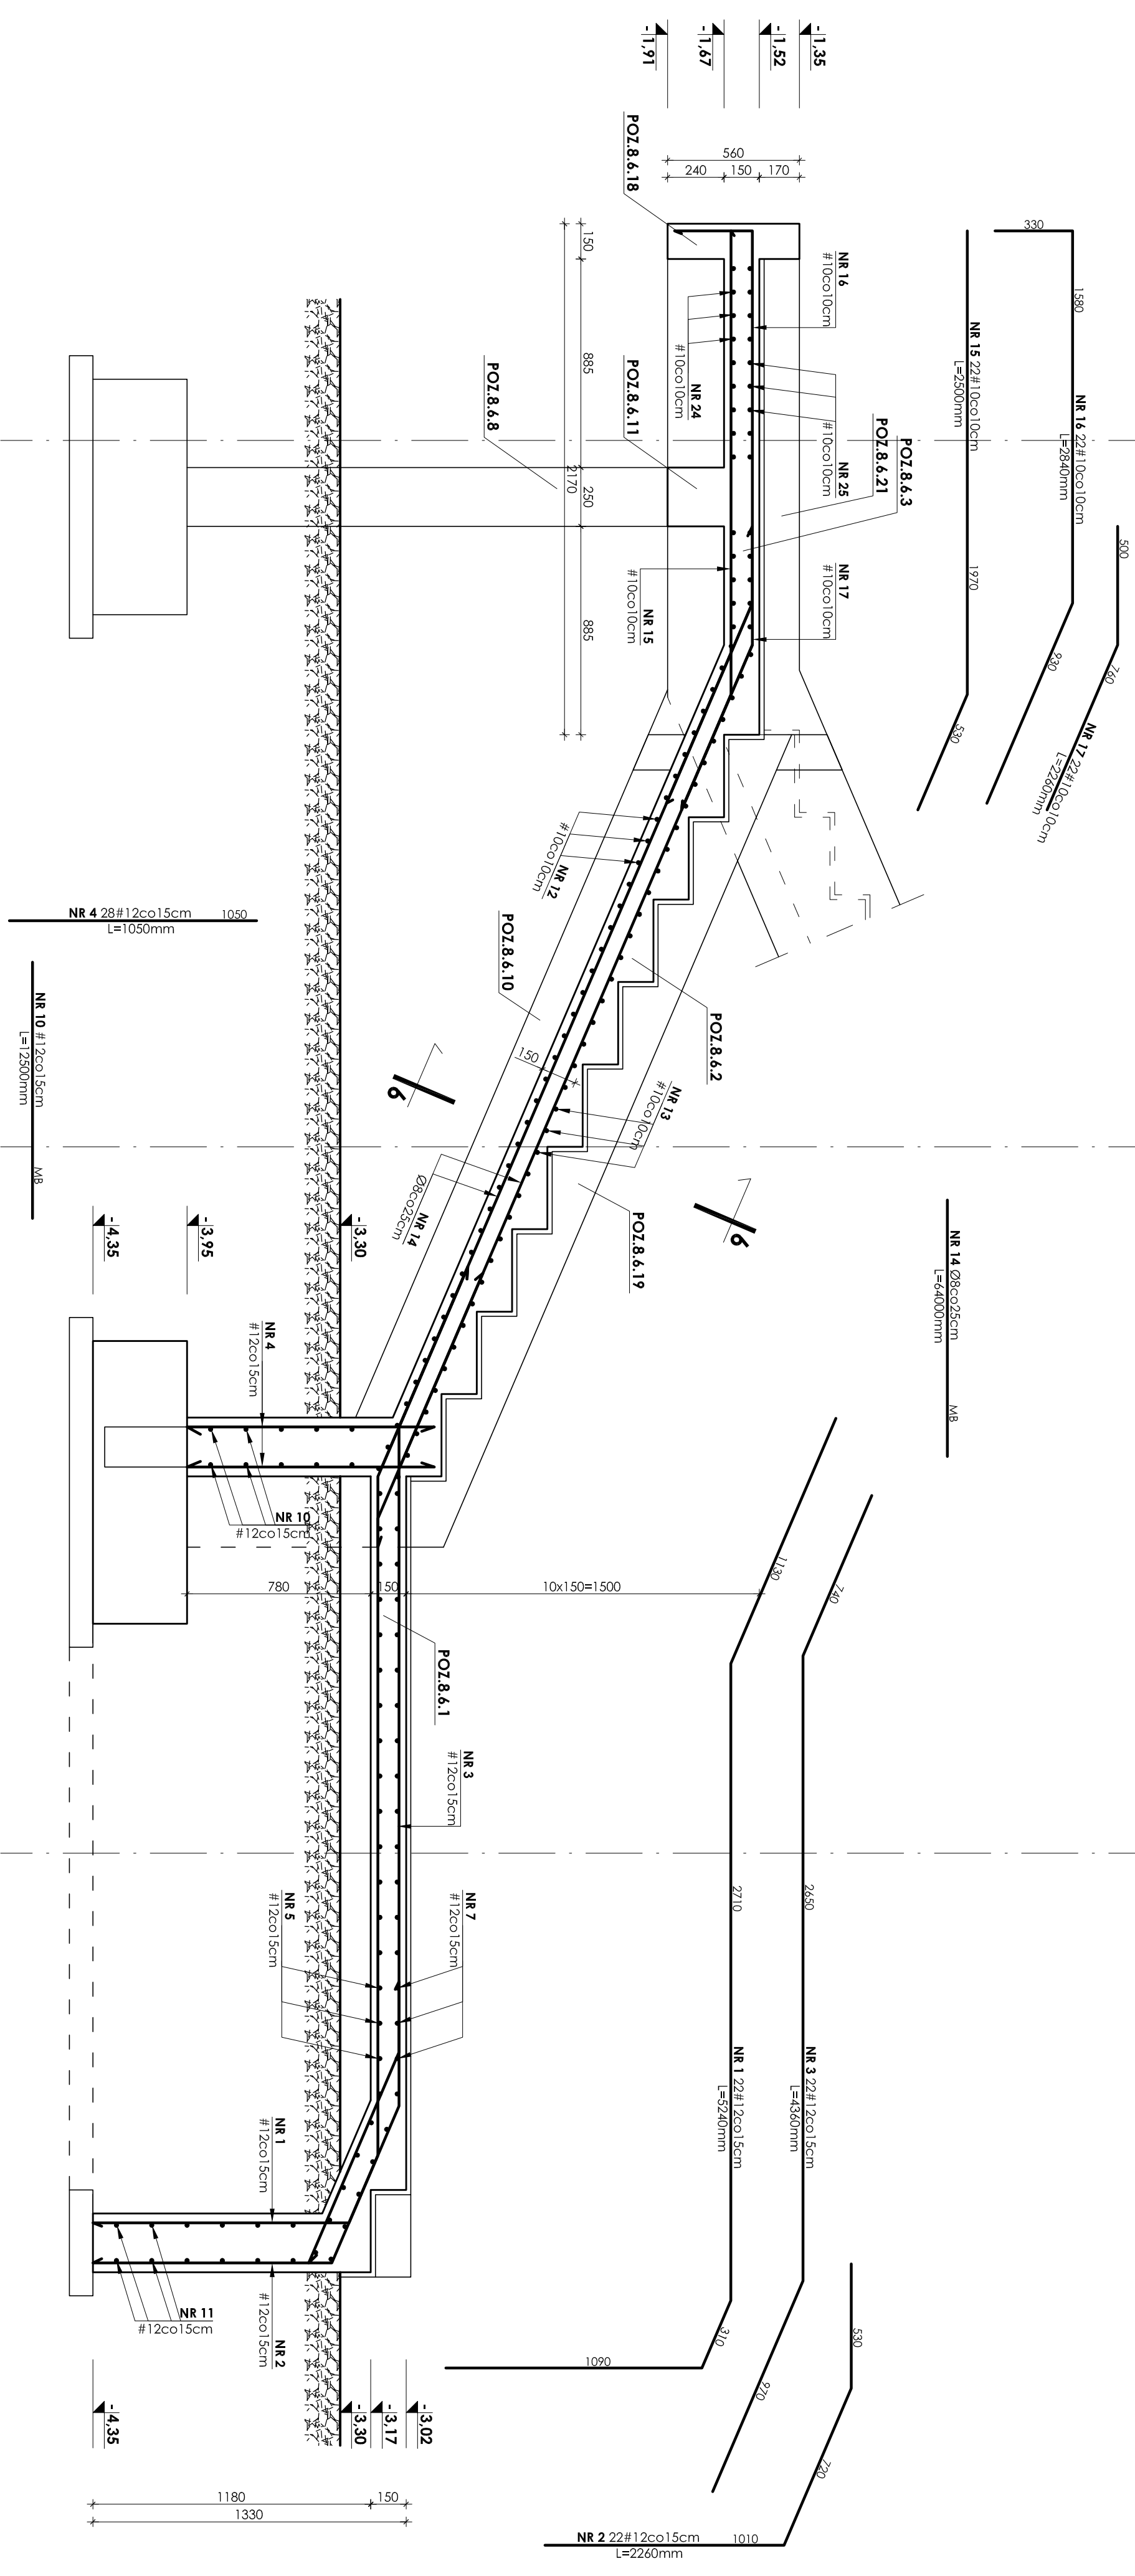 - 1,91
- 1,67
- 1,52
- 1,35
560
240
150
170
POZ.8.6.18
150
885
250
885
2170
NR 16
#10co10cm
NR 24
#10co10cm
NR 25
#10co10cm
POZ.8.6.3
POZ.8.6.21
POZ.8.6.11
POZ.8.6.8
NR 17
#10co10cm
NR 15
#10co10cm
330
1580
NR 16 22#10co10cm
L=2840mm
930
NR 15 22#10co10cm
L=2500mm
1970
530
500
760
NR 17 22#10co10cm
L=2260mm
NR 12
#10co10cm
POZ.8.6.10
POZ.8.6.2
150
9
NR 13
#10co10cm
9
POZ.8.6.19
NR 14
Ø8co25cm
NR 4 28#12co15cm 1050
L=1050mm
NR 10 #12co15cm MB
L=12500mm
- 4,35
- 3,95
- 3,30
NR 14 Ø8co25cm MB
L=64000mm
NR 4
#12co15cm
NR 10
#12co15cm
780
150
10x150=1500
POZ.8.6.1
NR 3
#12co15cm
NR 5
#12co15cm
NR 7
#12co15cm
1130
2710
NR 1 22#12co15cm
L=5240mm
310
1090
740
2650
NR 3 22#12co15cm
L=4360mm
970
530
720
NR 2 22#12co15cm 1010
L=2260mm
NR 1
#12co15cm
NR 11
#12co15cm
NR 2
#12co15cm
- 4,35
- 3,30
- 3,17
- 3,02
1180
150
1330